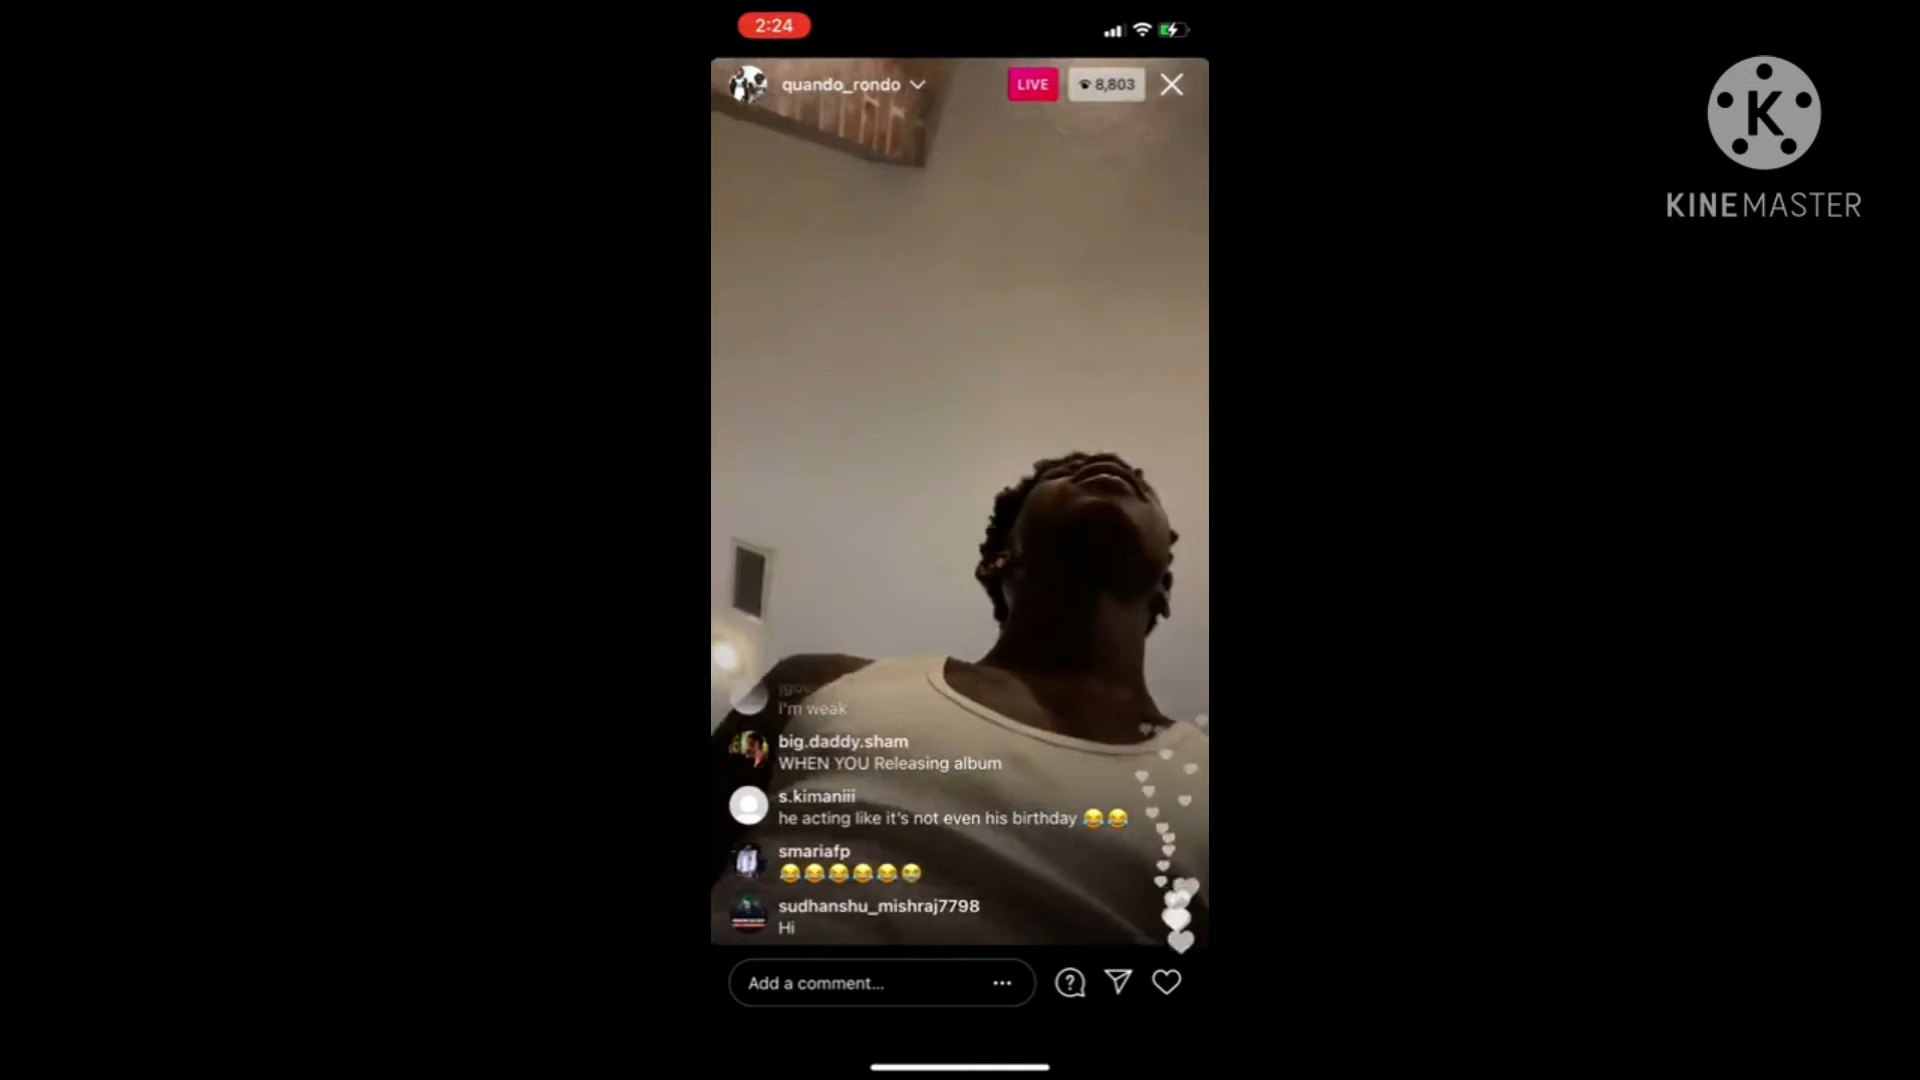 2:24
quando_rondo
LIVE
8,803
K
KINEMASTER
I'm weak
big.daddy.sham
WHEN YOU Releasing album
s.kimaniii
he acting like it's not even his birthday 😂😂
smariafp
😂😂😂😂😂😭
sudhanshu_mishraj7798
Hi
Add a comment...